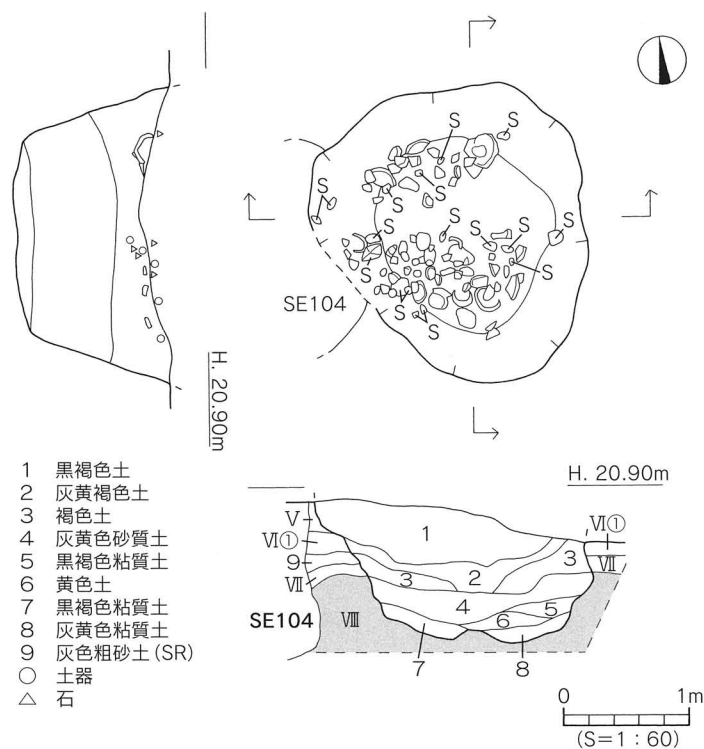 S
S
S
S
S
S
S
S
S
S
S
S
SE104
H. 20.90m
1 黒褐色土
2 灰黄褐色土
3 褐色土
4 灰黄色砂質土
5 黒褐色粘質土
6 黄色土
7 黒褐色粘質土
8 灰黄色粘質土
9 灰色粗砂土(SR)
○ 土器
△ 石
H. 20.90m
Ⅴ
Ⅵ①
9
Ⅶ
SE104
Ⅷ
1
2
3
3
4
5
6
7
8
Ⅵ①
Ⅶ
0 1m
(S=1:60)